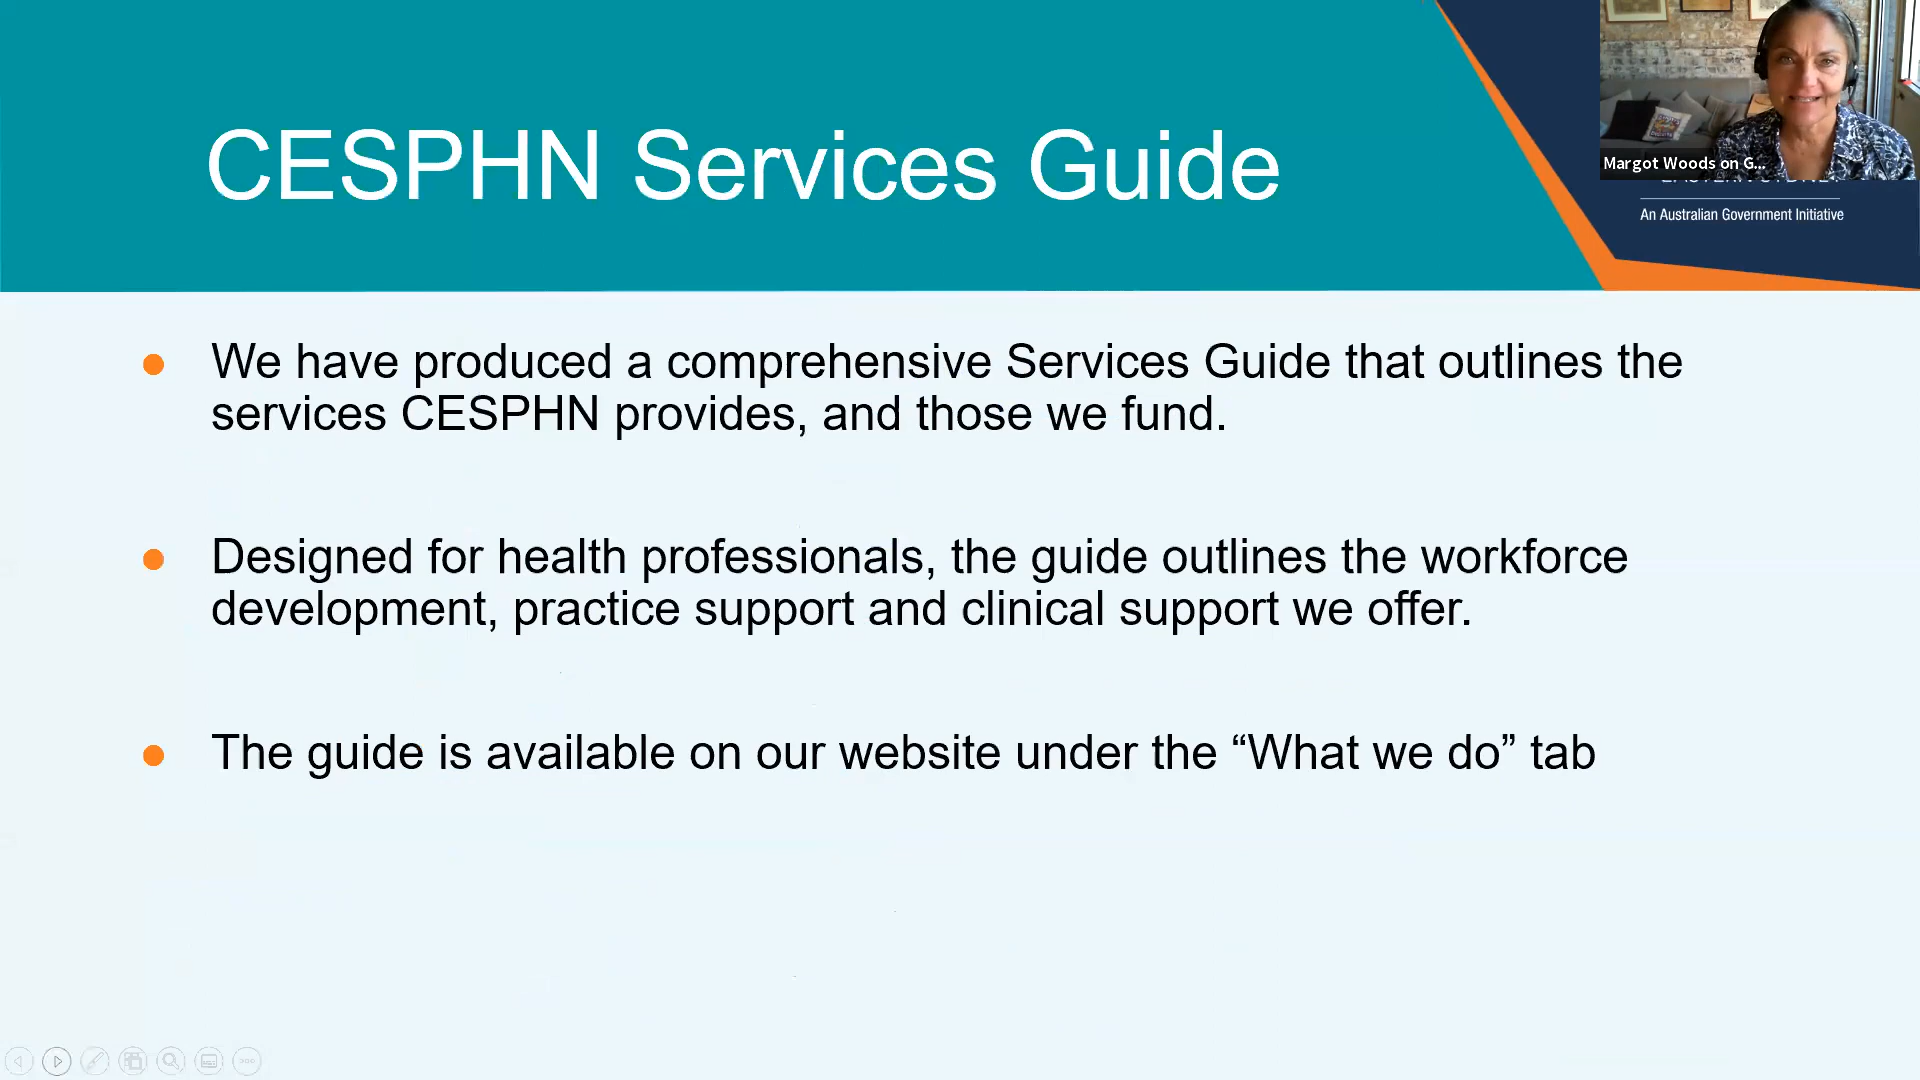 CESPHN Services Guide
Margot Woods on G...
An Australian Government Initiative
We have produced a comprehensive Services Guide that outlines the
services CESPHN provides, and those we fund.
Designed for health professionals, the guide outlines the workforce
development, practice support and clinical support we offer.
The guide is available on our website under the “What we do” tab